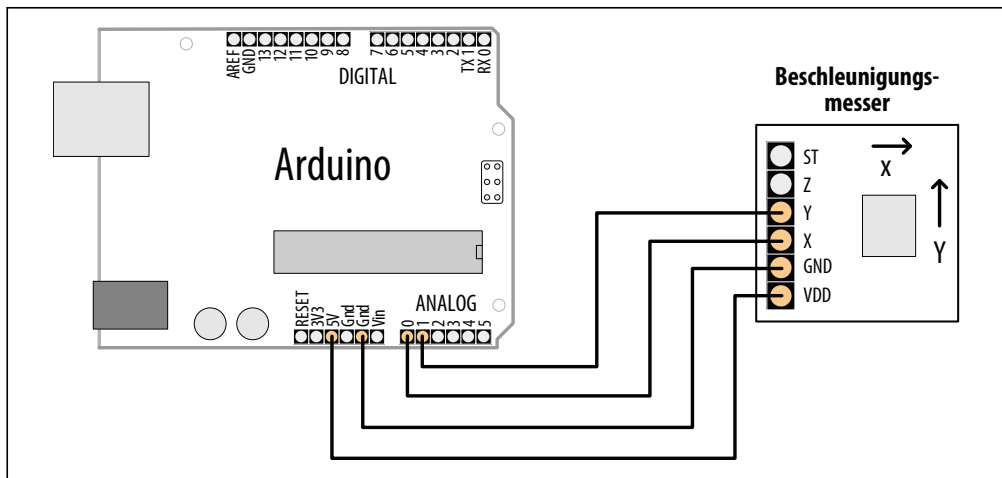 AREF
GND
13
12
11
10
9
8
7
6
5
4
3
2
TX 1
RX 0
DIGITAL
Arduino
ANALOG
RESET
3V3
5V
Gnd
Gnd
Vin
0
1
2
3
4
5
Beschleunigungs-
messer
ST
Z
Y
X
GND
VDD
X
Y